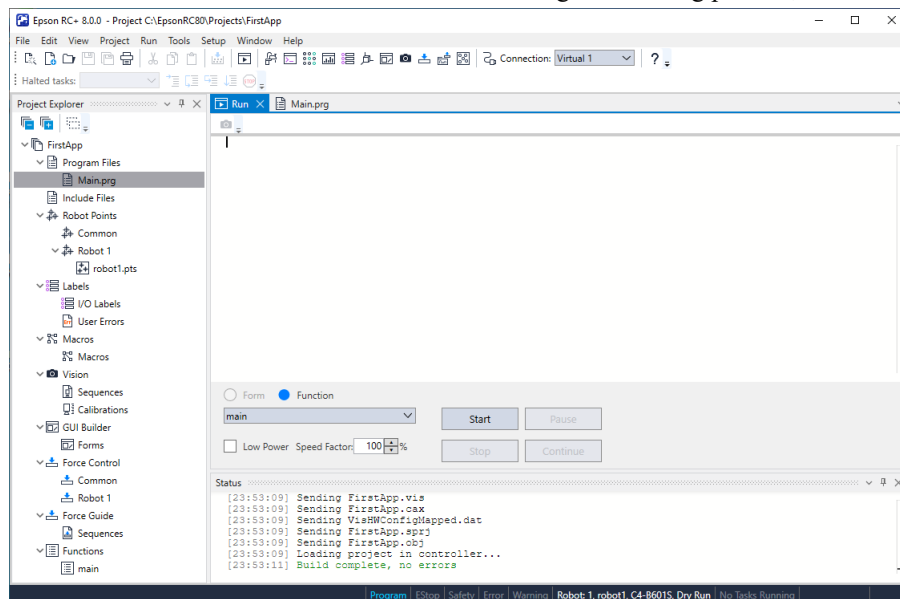 Epson RC+ 8.0.0 - Project C:\EpsonRC80\Projects\FirstApp
File Edit View Project Run Tools Setup Window Help
Connection: Virtual 1
?
Halted tasks:
Project Explorer
Run
Main.prg
FirstApp
Program Files
Main.prg
Include Files
Robot Points
Common
Robot 1
robot1.pts
Labels
I/O Labels
User Errors
Macros
Macros
Vision
Sequences
Calibrations
GUI Builder
Forms
Force Control
Common
Robot 1
Force Guide
Sequences
Functions
main
Form Function
main
Start Pause
Low Power Speed Factor: 100 %
Stop Continue
Status
[23:53:09] Sending FirstApp.vis
[23:53:09] Sending FirstApp.cax
[23:53:09] Sending VisHWConfigMapped.dat
[23:53:09] Sending FirstApp.sprj
[23:53:09] Sending FirstApp.obj
[23:53:09] Loading project in controller...
[23:53:11] Build complete, no errors
Program EStop Safety Error Warning Robot: 1, robot1, C4-B601S, Dry Run No Tasks Running